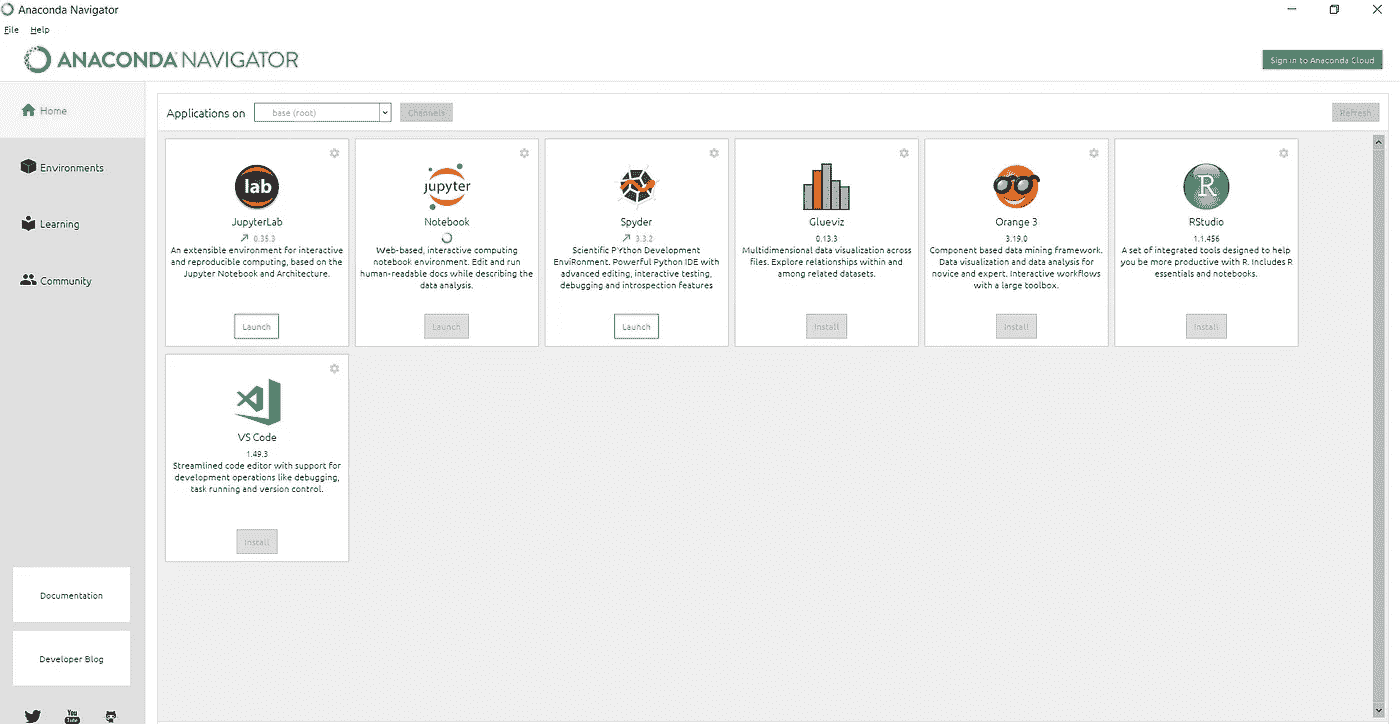 Anaconda Navigator
File Help
ANACONDA NAVIGATOR
Sign in to Anaconda Cloud
Home
Environments
Learning
Community
Documentation
Developer Blog
You
Tube
Applications on base (root) Channels Refresh
lab
JupyterLab
0.35.3
An extensible environment for interactive
and reproducible computing, based on the
Jupyter Notebook and Architecture.
Launch
jupyter
Notebook
Web-based, interactive computing
notebook environment. Edit and run
human-readable docs while describing the
data analysis.
Launch
Spyder
3.3.2
Scientific PYthon Development
EnviRonment. Powerful Python IDE with
advanced editing, interactive testing,
debugging and introspection features
Launch
Glueviz
0.13.3
Multidimensional data visualization across
files. Explore relationships within and
among related datasets.
Install
Orange 3
3.19.0
Component based data mining framework.
Data visualization and data analysis for
novice and expert. Interactive workflows
with a large toolbox.
Install
R
RStudio
1.1.456
A set of integrated tools designed to help
you be more productive with R. Includes R
essentials and notebooks.
Install
VS Code
1.49.3
Streamlined code editor with support for
development operations like debugging,
task running and version control.
Install